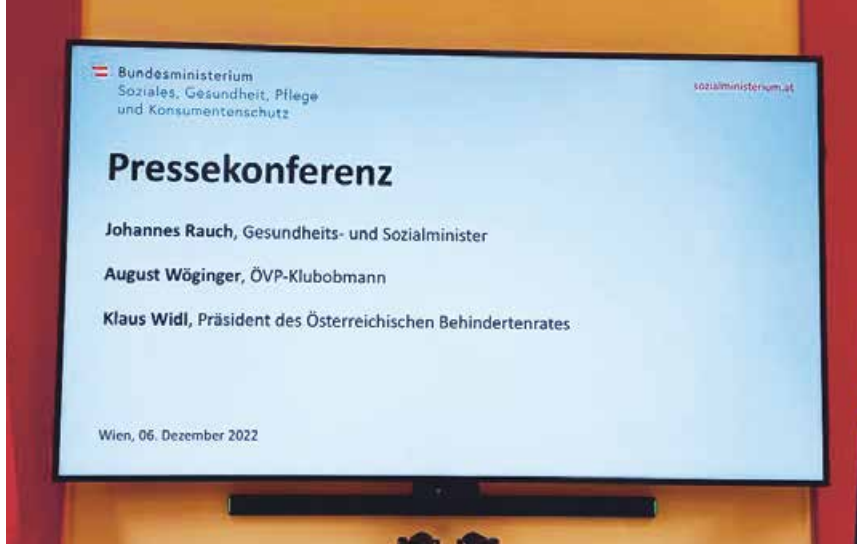 Bundesministerium
Soziales, Gesundheit, Pflege
und Konsumentenschutz
sozialministerium.at
Pressekonferenz
Johannes Rauch, Gesundheits- und Sozialminister
August Wöginger, ÖVP-Klubobmann
Klaus Widl, Präsident des Österreichischen Behindertenrates
Wien, 06. Dezember 2022